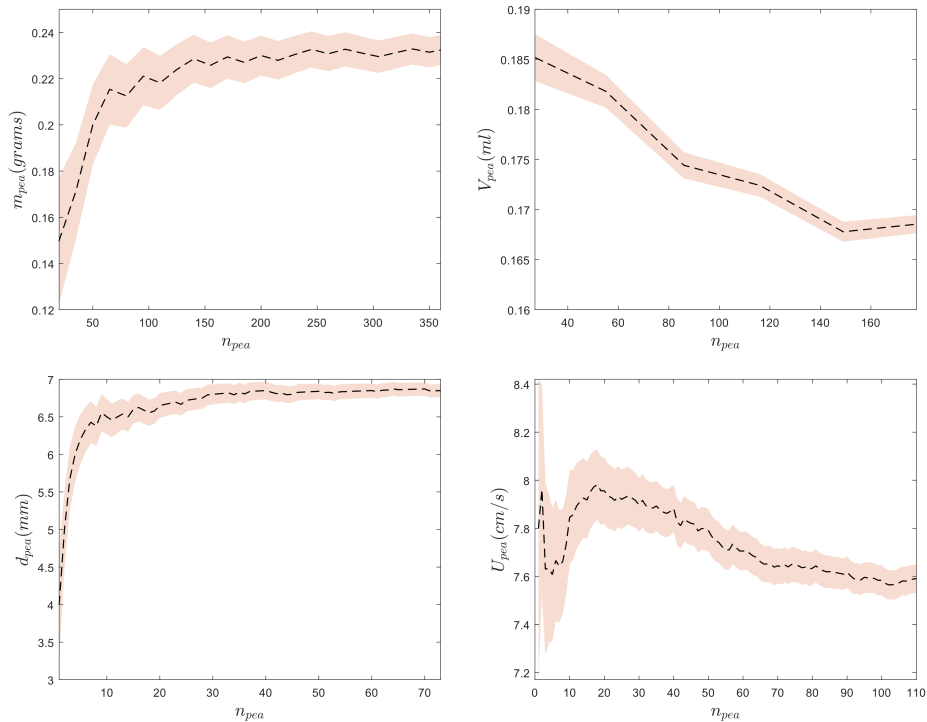 0.24
0.22
0.2
0.18
0.16
0.14
0.12
m_pea(grams)
50 100 150 200 250 300 350
n_pea
0.19
0.185
0.18
0.175
0.17
0.165
0.16
V_pea(ml)
40 60 80 100 120 140 160
n_pea
7
6.5
6
5.5
5
4.5
4
3.5
3
d_pea(mm)
10 20 30 40 50 60 70
n_pea
8.4
8.2
8
7.8
7.6
7.4
7.2
U_pea(cm/s)
0 10 20 30 40 50 60 70 80 90 100 110
n_pea